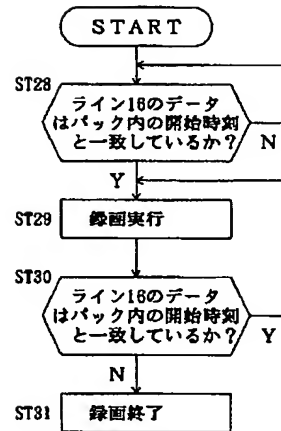 START
ST28
ライン16のデータ
はパック内の開始時刻
と一致しているか?
N
Y
ST29
録画実行
ST30
ライン16のデータ
はパック内の開始時刻
と一致しているか?
Y
N
ST31
録画終了